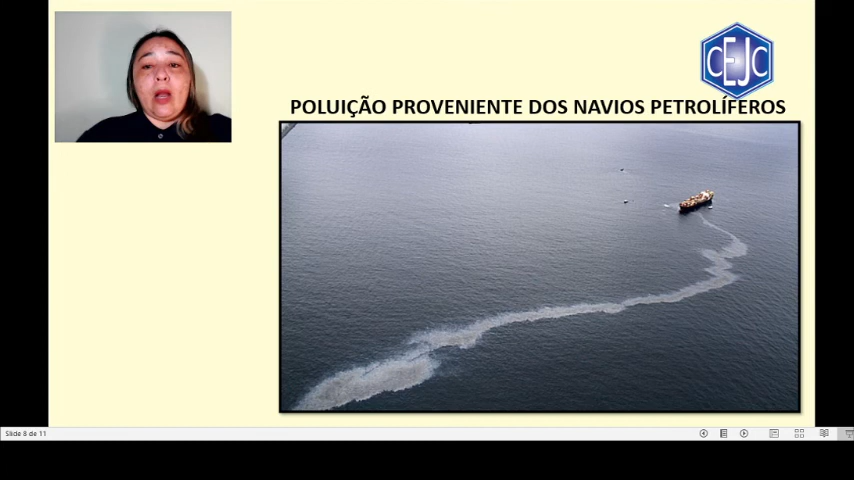 CEJC
POLUIÇÃO PROVENIENTE DOS NAVIOS PETROLÍFEROS
Slide 8 de 11